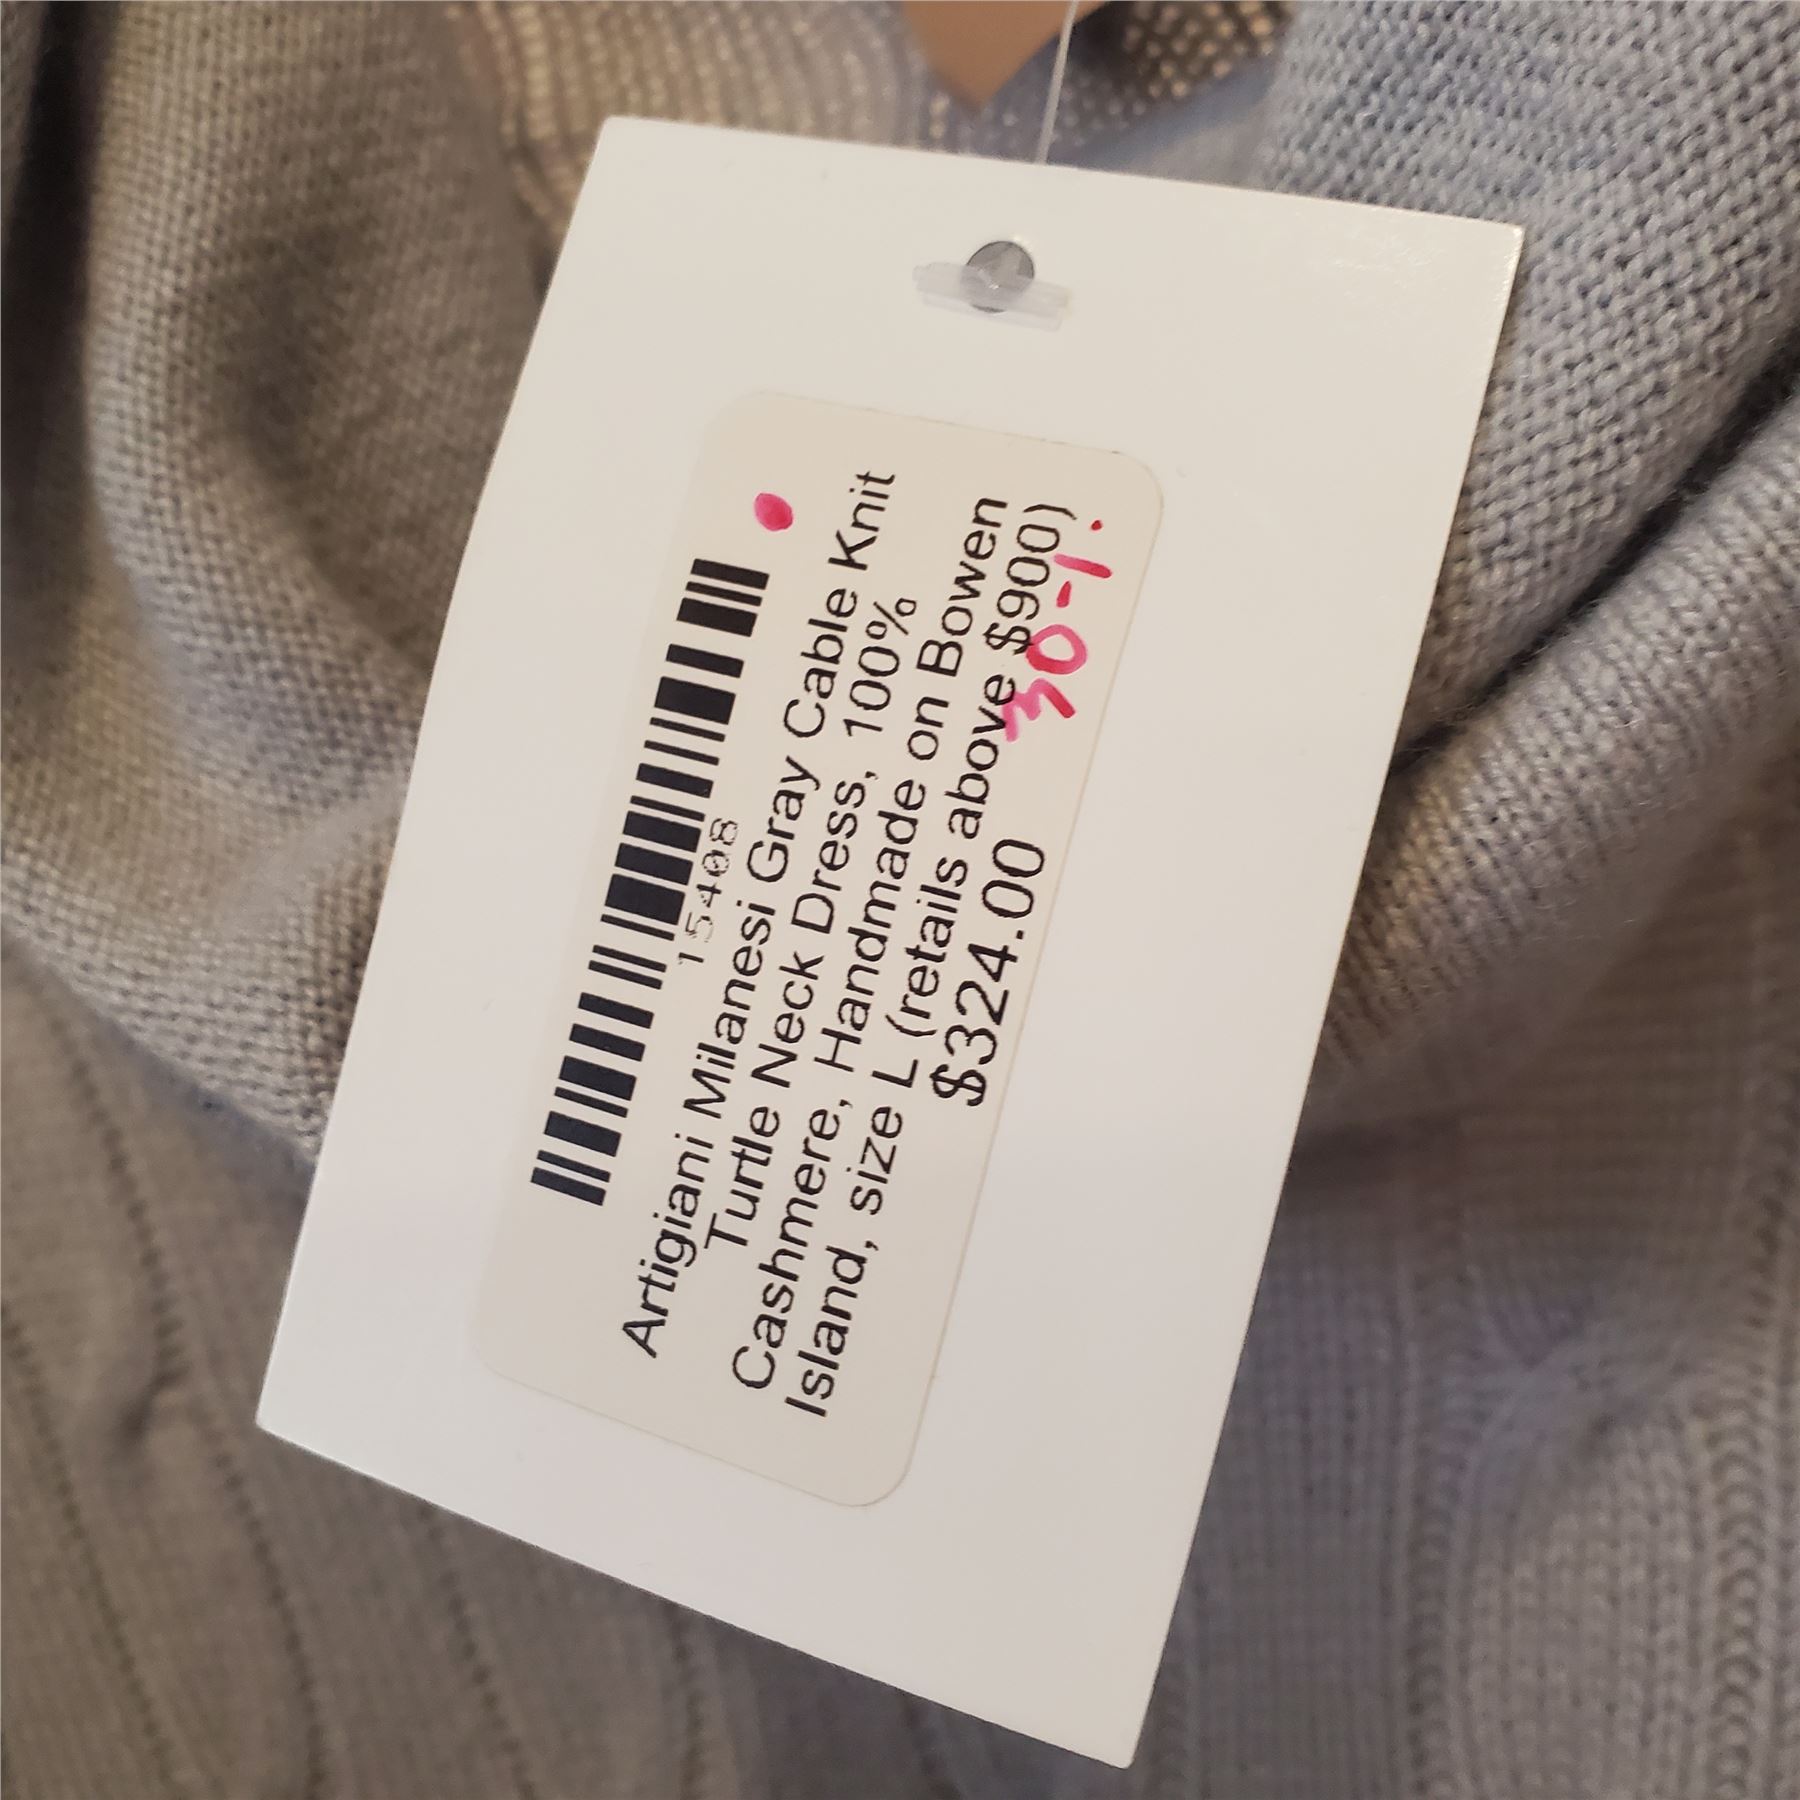 15408
Artigiani Milanesi Gray Cable Knit
Turtle Neck Dress, 100%
Cashmere, Handmade on Bowen
Island, size L (retails above $900)
$324.00
30-1.